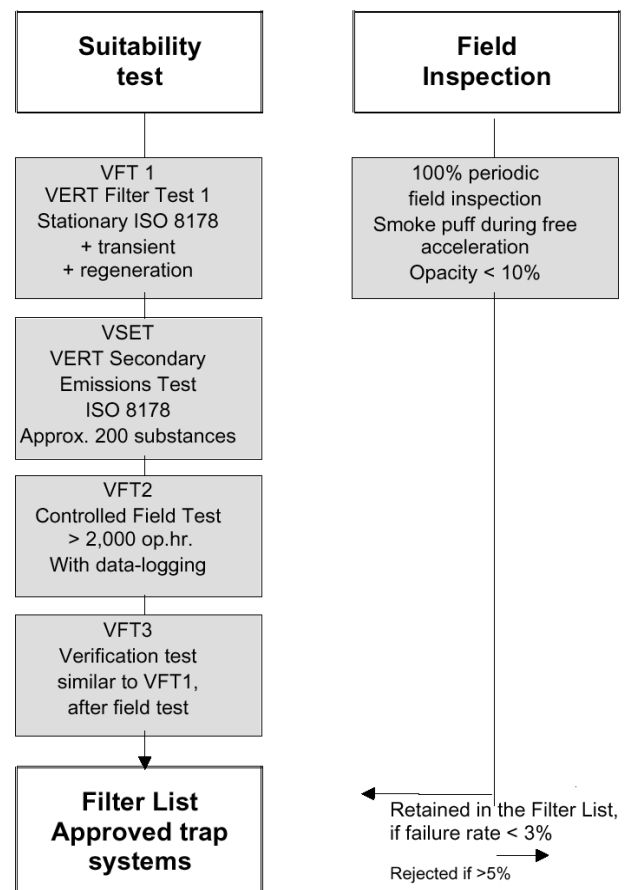 Suitability
test
VFT 1
VERT Filter Test 1
Stationary ISO 8178
+ transient
+ regeneration
VSET
VERT Secondary
Emissions Test
ISO 8178
Approx. 200 substances
VFT2
Controlled Field Test
> 2,000 op.hr.
With data-logging
VFT3
Verification test
similar to VFT1,
after field test
Filter List
Approved trap
systems
Field
Inspection
100% periodic
field inspection
Smoke puff during free
acceleration
Opacity < 10%
Retained in the Filter List,
if failure rate < 3%
Rejected if >5%